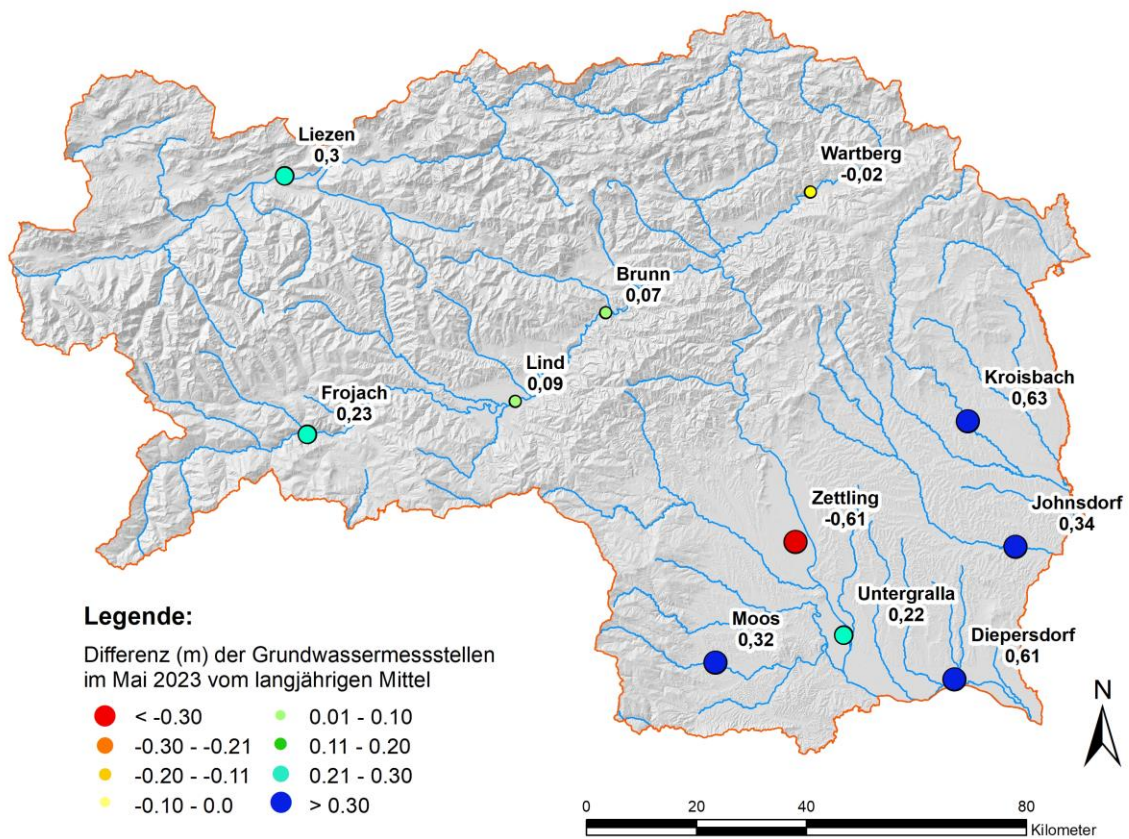 Liezen
0,3
Wartberg
-0,02
Brunn
0,07
Lind
0,09
Frojach
0,23
Kroisbach
0,63
Zettling
-0,61
Johnsdorf
0,34
Untergralla
0,22
Moos
0,32
Diepersdorf
0,61
Legende:
Differenz (m) der Grundwassermessstellen
im Mai 2023 vom langjährigen Mittel
< -0.30
-0.30 - -0.21
-0.20 - -0.11
-0.10 - 0.0
0.01 - 0.10
0.11 - 0.20
0.21 - 0.30
> 0.30
N
0 20 40 60 80
Kilometer